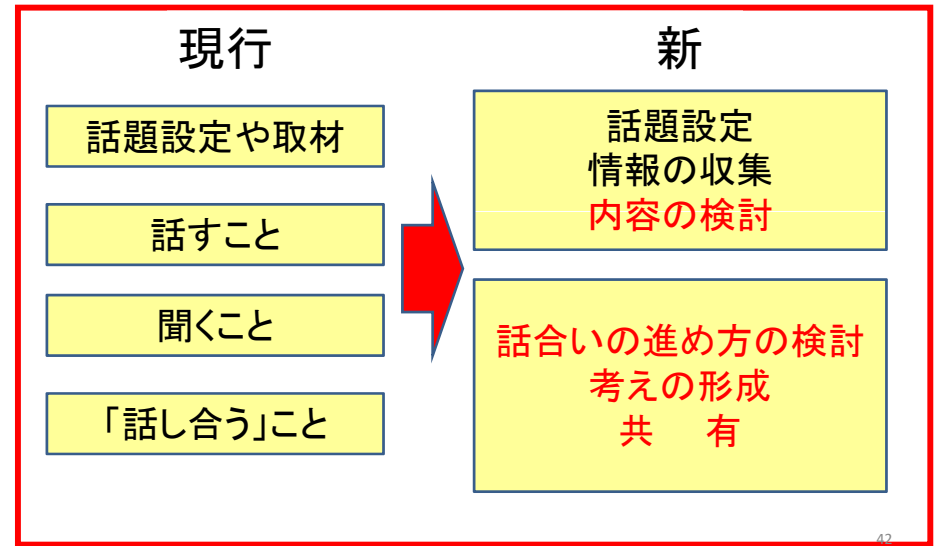 現行
話題設定や取材
話すこと
聞くこと
「話し合う」こと
新
話題設定
情報の収集
内容の検討
話合いの進め方の検討
考えの形成
共　有
42